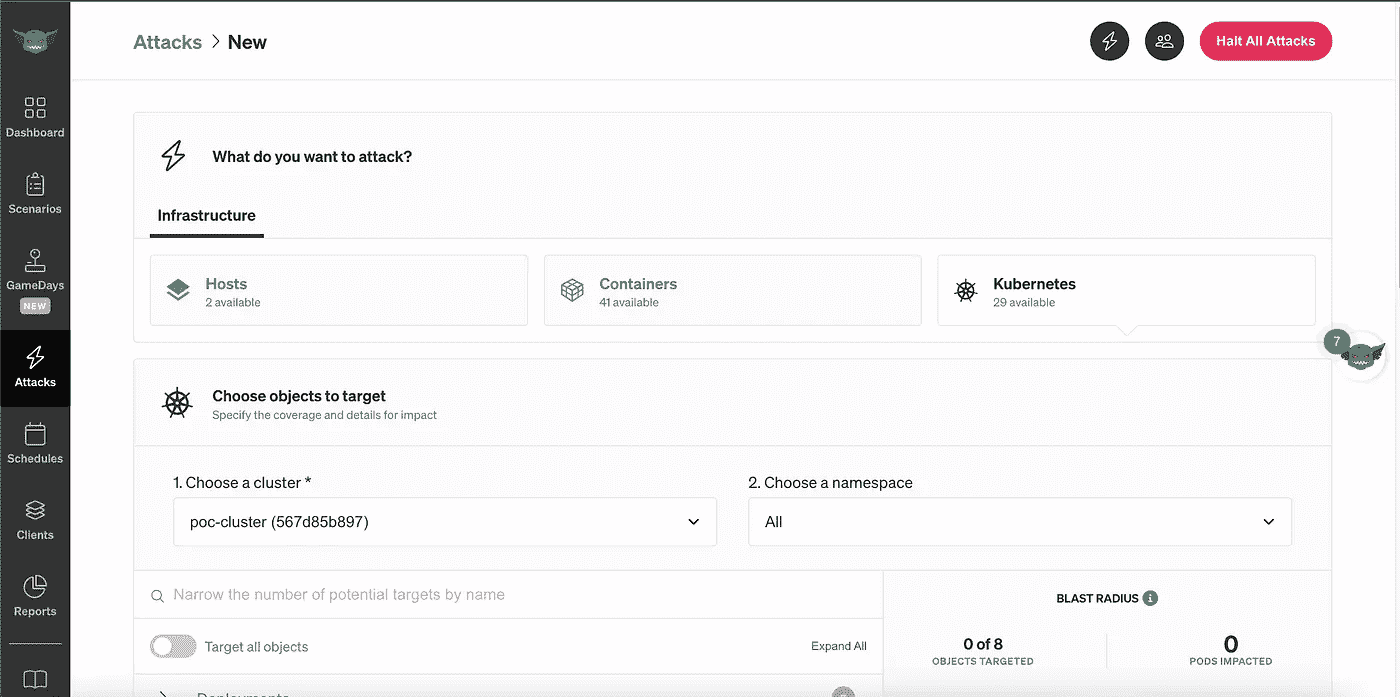 Attacks > New
Halt All Attacks
Dashboard
Scenarios
GameDays
NEW
Attacks
Schedules
Clients
Reports
What do you want to attack?
Infrastructure
Hosts
2 available
Containers
41 available
Kubernetes
29 available
7
Choose objects to target
Specify the coverage and details for impact
1. Choose a cluster *
poc-cluster (567d85b897)
2. Choose a namespace
All
Narrow the number of potential targets by name
Target all objects
Expand All
Deployments
BLAST RADIUS
0 of 8
OBJECTS TARGETED
0
PODS IMPACTED